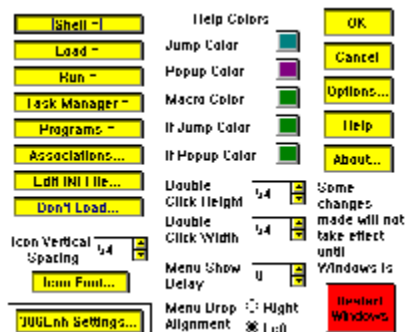 Shell
Load
Run
Task Manager
Programs
Associations...
Edit INI File...
Don't Load...
Icon Vertical
Spacing
Icon Font...
386Enh Settings...
Help Colors
Jump Color
Popup Color
Macro Color
If Jump Color
If Popup Color
Double
Click Height
Double
Click Width
Menu Show
Delay
0
Menu Drop
Alignment
Right
Left
OK
Cancel
Options...
Help
About...
Some
changes
made will not
take effect
until
Windows is
Restart
Windows